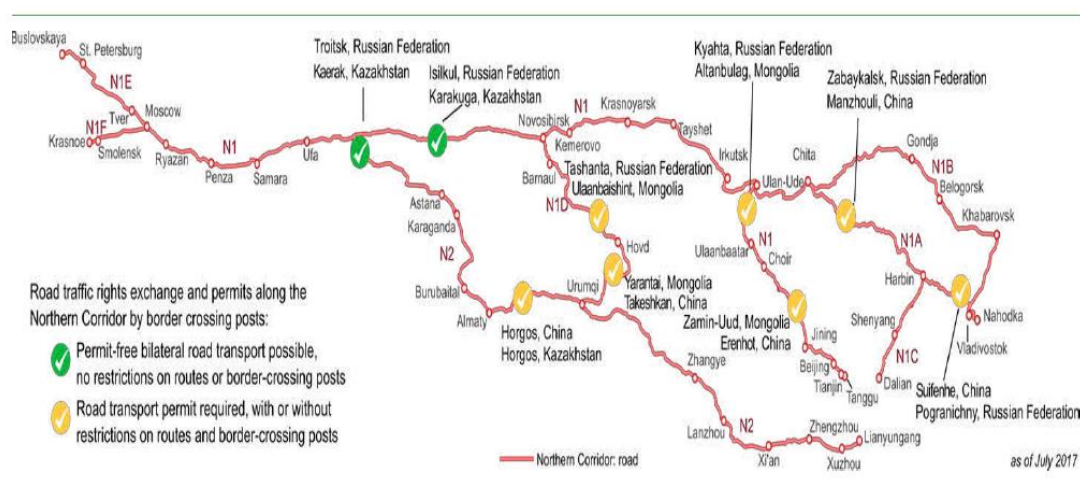 Buslovskaya
St. Petersburg
N1E
Tver
Moscow
N1F
Krasnoe
Smolensk
Ryazan
N1
Penza
Samara
Ufa
Troitsk, Russian Federation
Kaerak, Kazakhstan
Isilkul, Russian Federation
Karakuga, Kazakhstan
Novosibirsk
N1
Kemerovo
Krasnoyarsk
Tayshet
Barnaul
Tashanta, Russian Federation
Ulaanbaishint, Mongolia
N1D
Hovd
Yarantai, Mongolia
Takeshkan, China
Irkutsk
Kyahta, Russian Federation
Altanbulag, Mongolia
Ulan-Ude
Chita
Zabaykalsk, Russian Federation
Manzhouli, China
Gondja
N1B
Belogorsk
Khabarovsk
N1A
Harbin
Ulaanbaatar
N1
Choir
Zamin-Uud, Mongolia
Erenhot, China
Jining
Beijing
Tianjin
Tanggu
Shenyang
N1C
Dalian
Nahodka
Vladivostok
Suifenhe, China
Pogranichny, Russian Federation
Astana
Karaganda
N2
Burubaital
Almaty
Horgos, China
Horgos, Kazakhstan
Urumqi
Zhangye
Lanzhou
N2
Xi'an
Zhengzhou
Xuzhou
Lianyungang
Road traffic rights exchange and permits along the
Northern Corridor by border crossing posts:
Permit-free bilateral road transport possible,
no restrictions on routes or border-crossing posts
Road transport permit required, with or without
restrictions on routes and border-crossing posts
Northern Corridor: road
as of July 2017